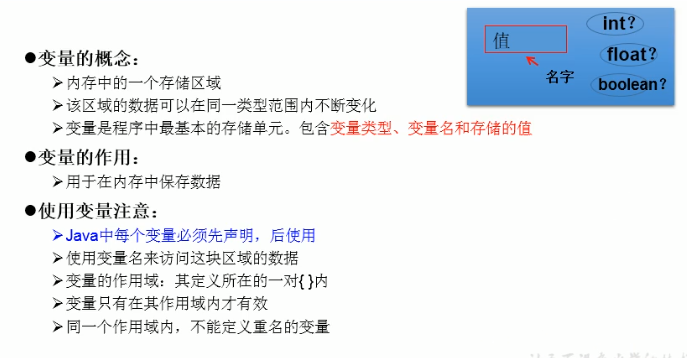 ●变量的概念：
➢内存中的一个存储区域
➢该区域的数据可以在同一类型范围内不断变化
➢变量是程序中最基本的存储单元。包含变量类型、变量名和存储的值
●变量的作用：
➢用于在内存中保存数据
●使用变量注意：
➢Java中每个变量必须先声明，后使用
➢使用变量名来访问这块区域的数据
➢变量的作用域：其定义所在的一对{ }内
➢变量只有在其作用域内才有效
➢同一个作用域内，不能定义重名的变量
值
名字
int？
float？
boolean？